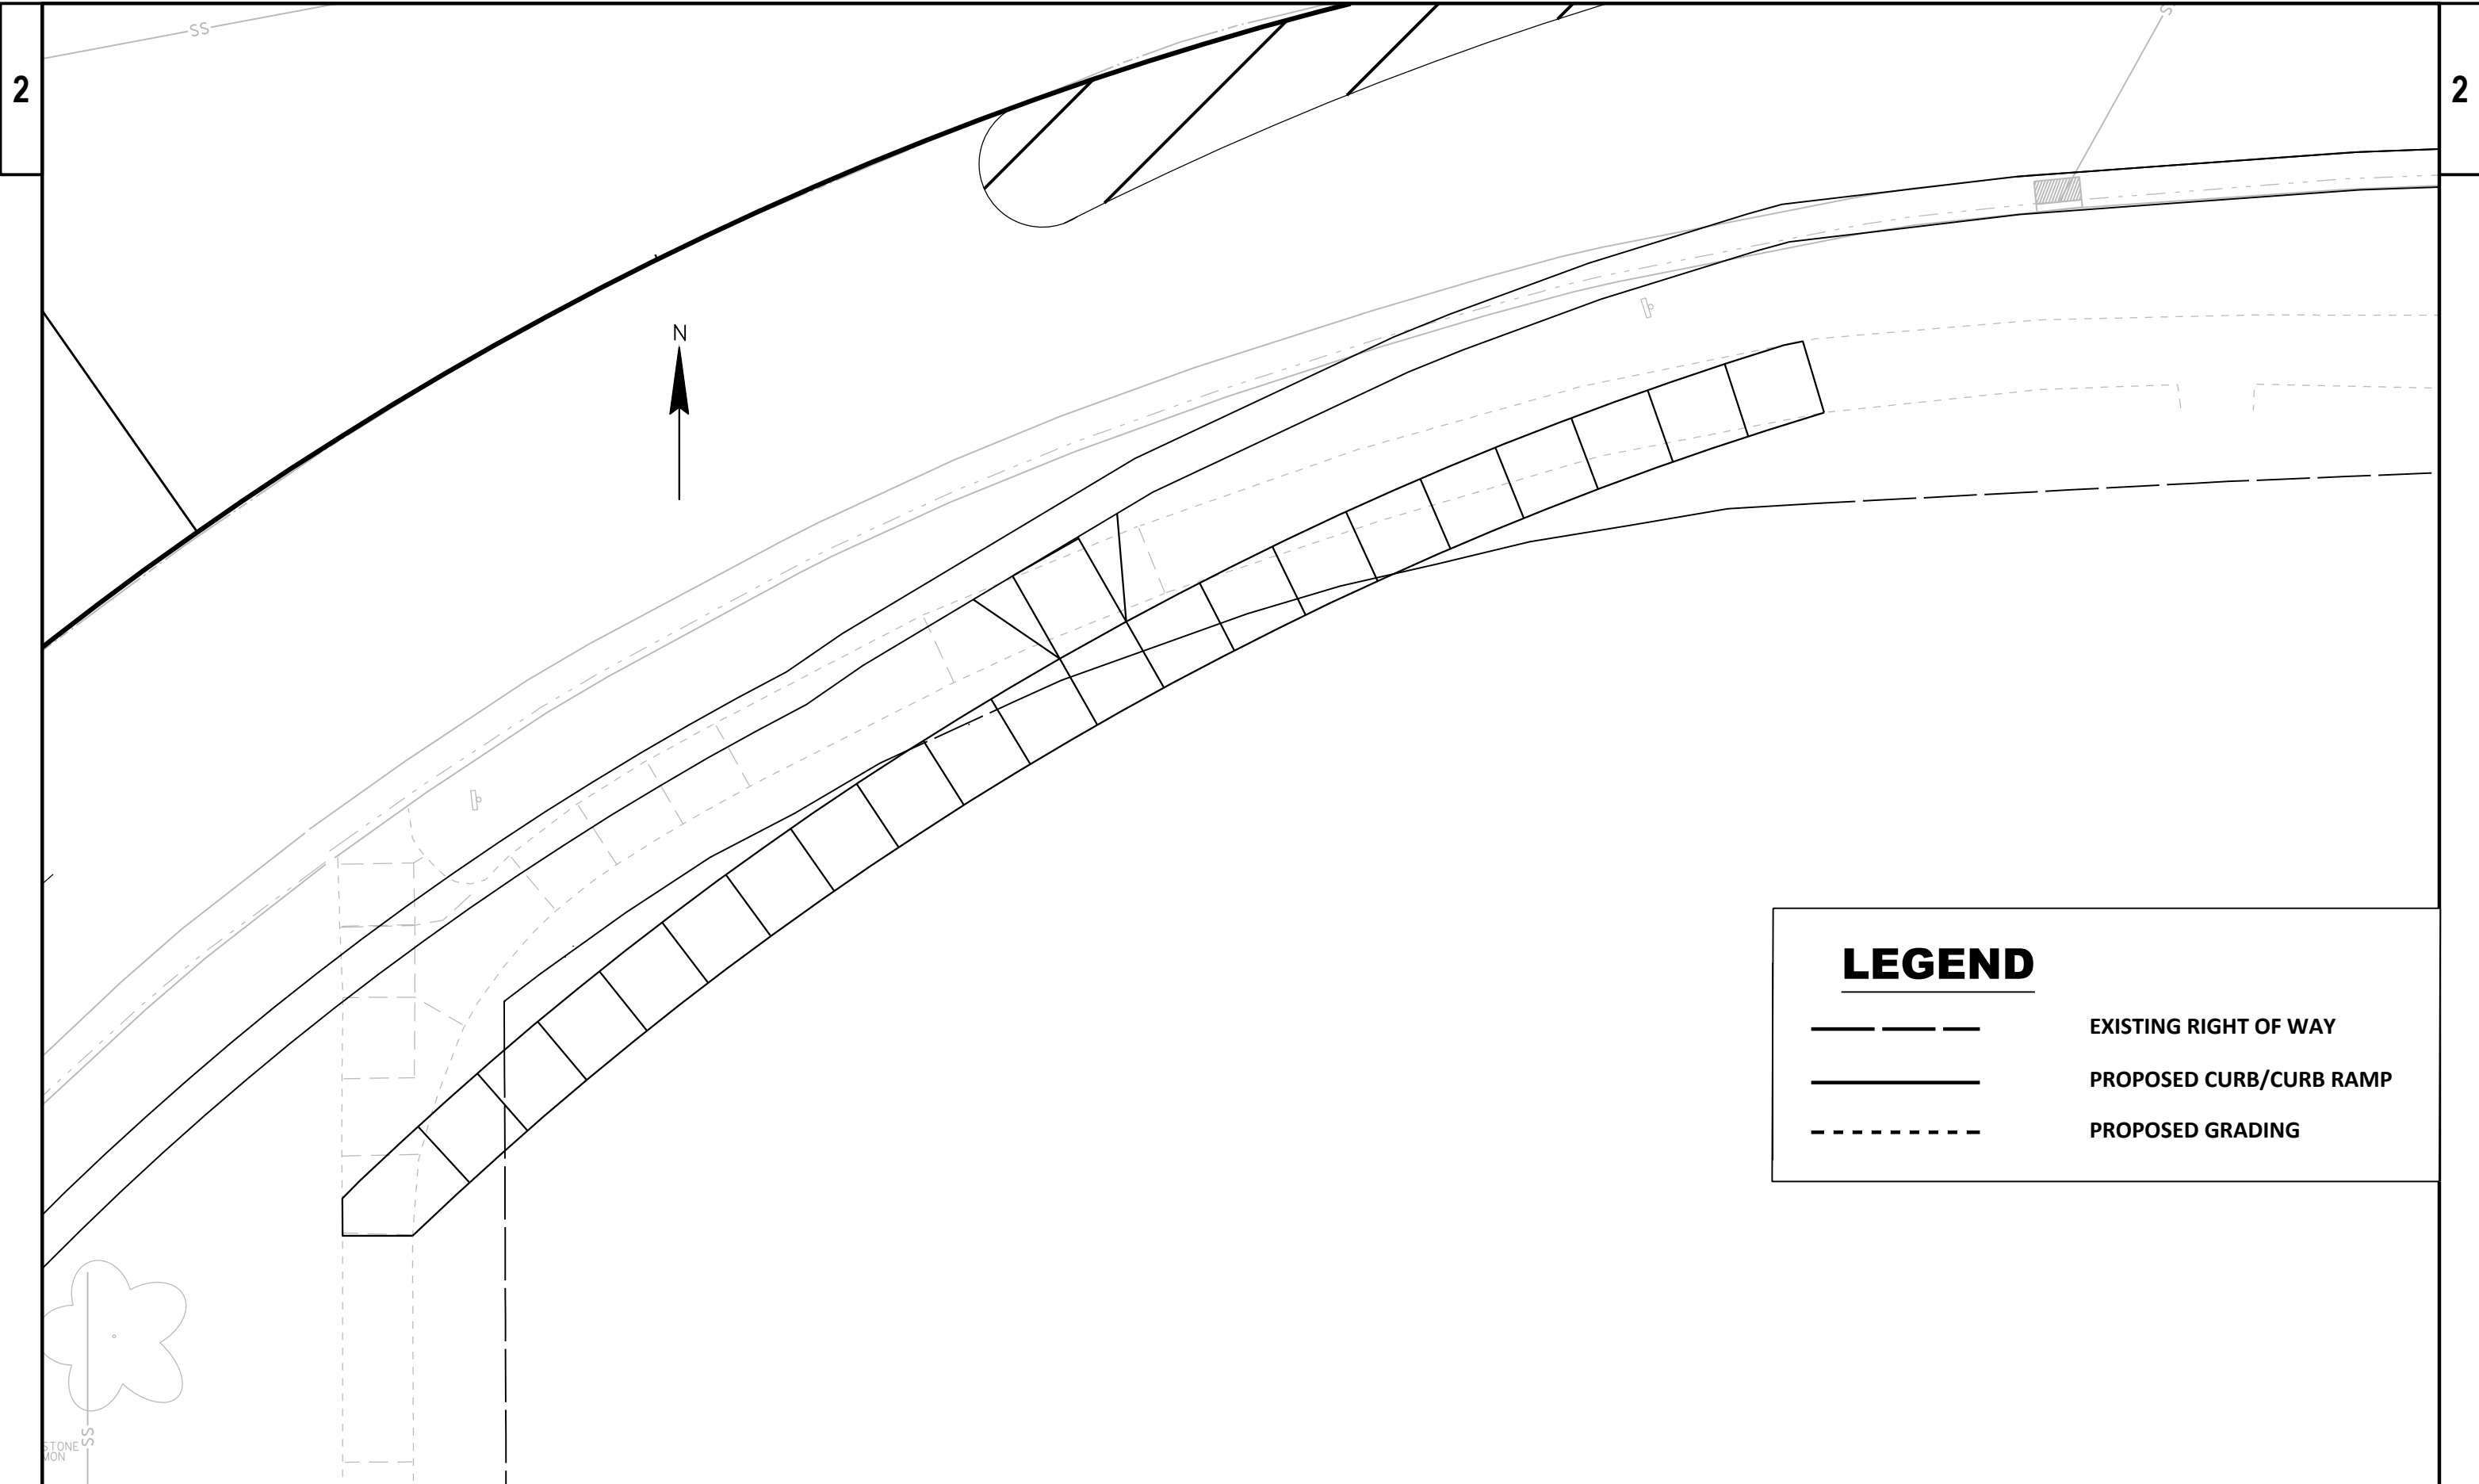 SS
2
2
N
LEGEND
EXISTING RIGHT OF WAY
PROPOSED CURB/CURB RAMP
PROPOSED GRADING
SS
STONE
MON